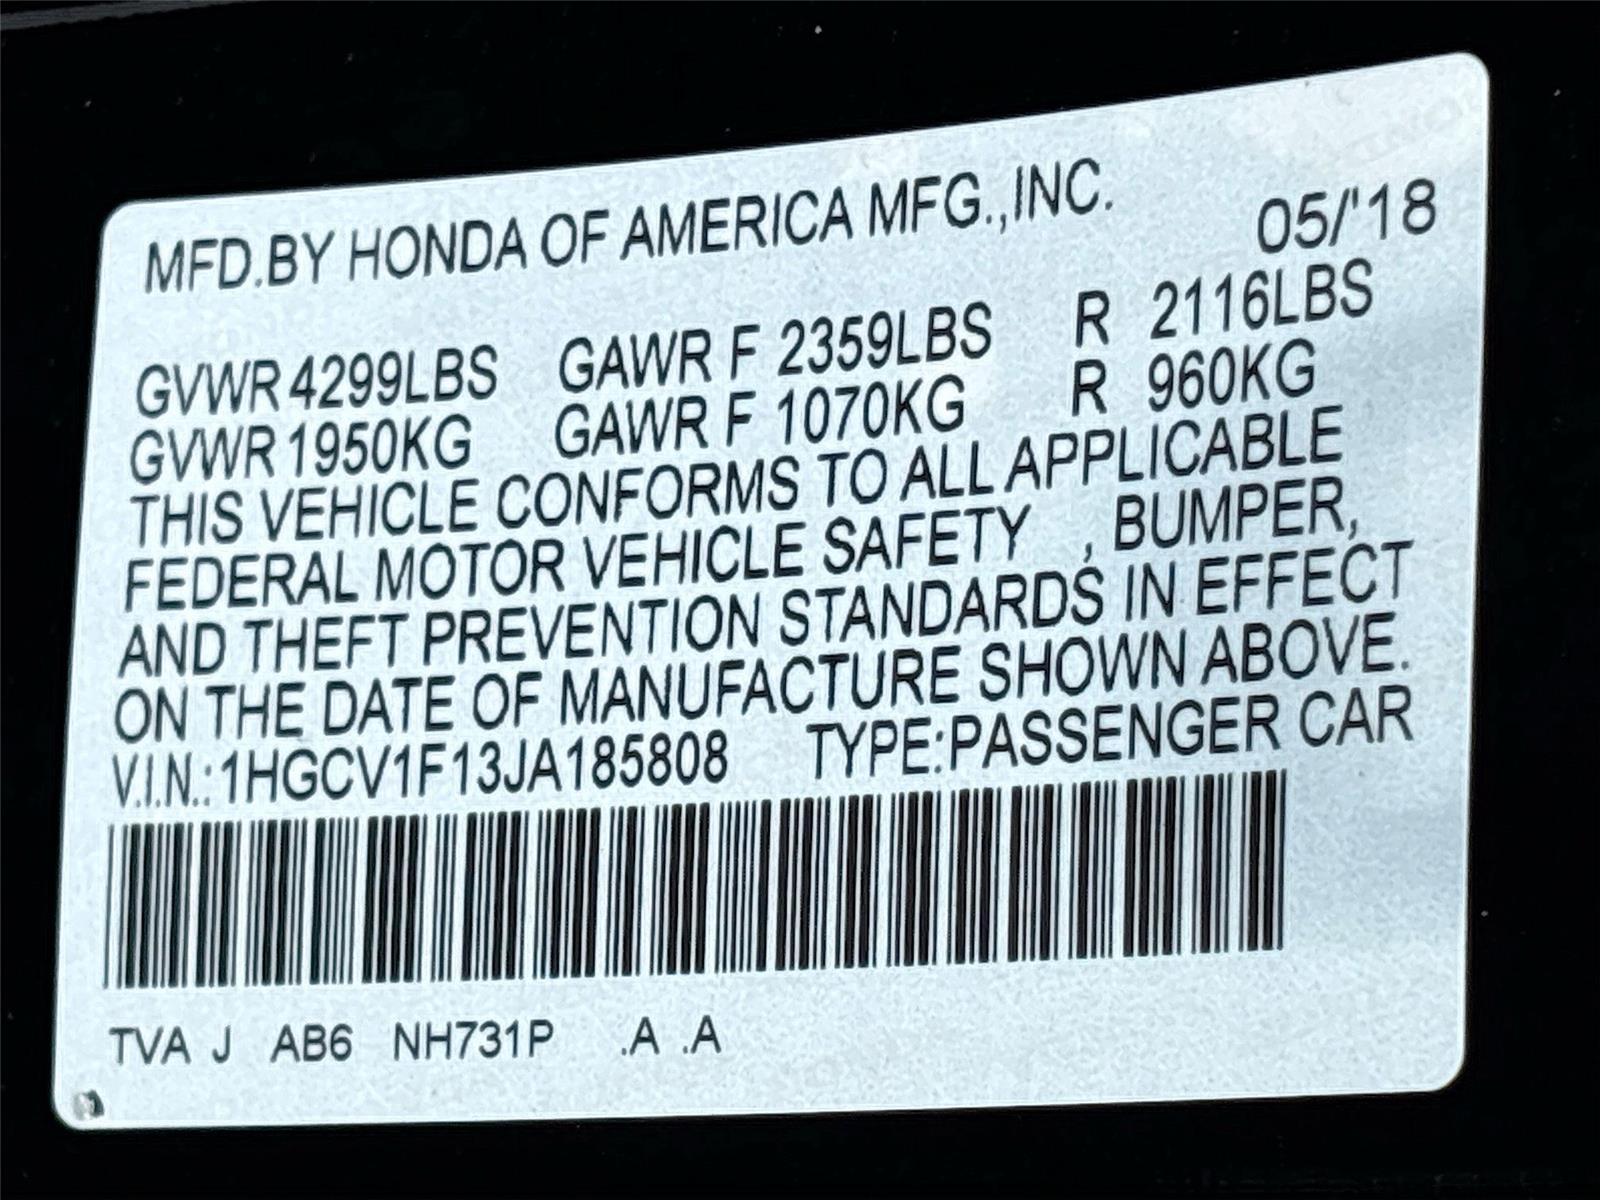 MFD.BY HONDA OF AMERICA MFG.,INC. 05/'18
GVWR 4299LBS GAWR F 2359LBS R 2116LBS
GVWR 1950KG GAWR F 1070KG R 960KG
THIS VEHICLE CONFORMS TO ALL APPLICABLE
FEDERAL MOTOR VEHICLE SAFETY , BUMPER,
AND THEFT PREVENTION STANDARDS IN EFFECT
ON THE DATE OF MANUFACTURE SHOWN ABOVE.
V.I.N.:1HGCV1F13JA185808 TYPE:PASSENGER CAR
TVA J AB6 NH731P .A .A